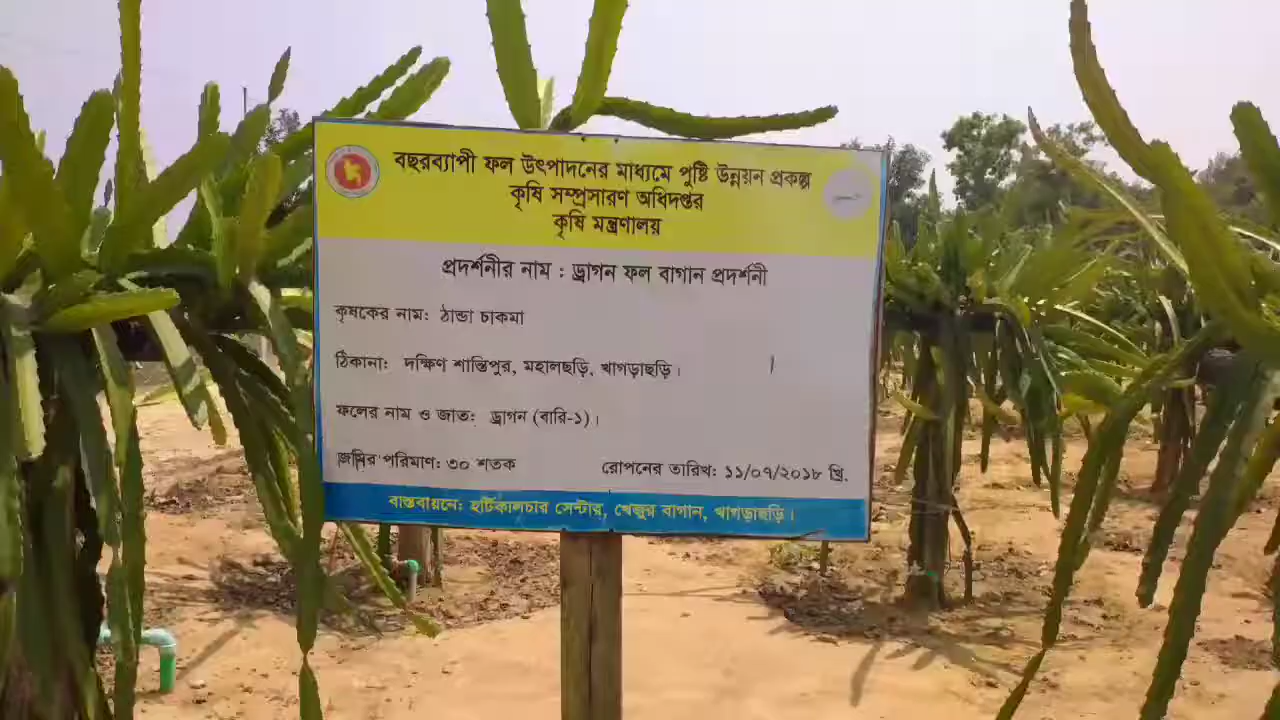 বছরব্যাপী ফল উৎপাদনের মাধ্যমে পুষ্টি উন্নয়ন প্রকল্প
কৃষি সম্প্রসারণ অধিদপ্তর
কৃষি মন্ত্রণালয়
প্রদর্শনীর নাম : ড্রাগন ফল বাগান প্রদর্শনী
কৃষকের নাম: ঠান্ডা চাকমা
ঠিকানা: দক্ষিণ শান্তিপুর, মহালছড়ি, খাগড়াছড়ি।
ফলের নাম ও জাত: ড্রাগন (বারি-১)।
জমির পরিমাণ: ৩০ শতক রোপনের তারিখ: ১১/০৭/২০১৮ খ্রি.
বাস্তবায়নে: হর্টিকালচার সেন্টার, খেজুর বাগান, খাগড়াছড়ি।